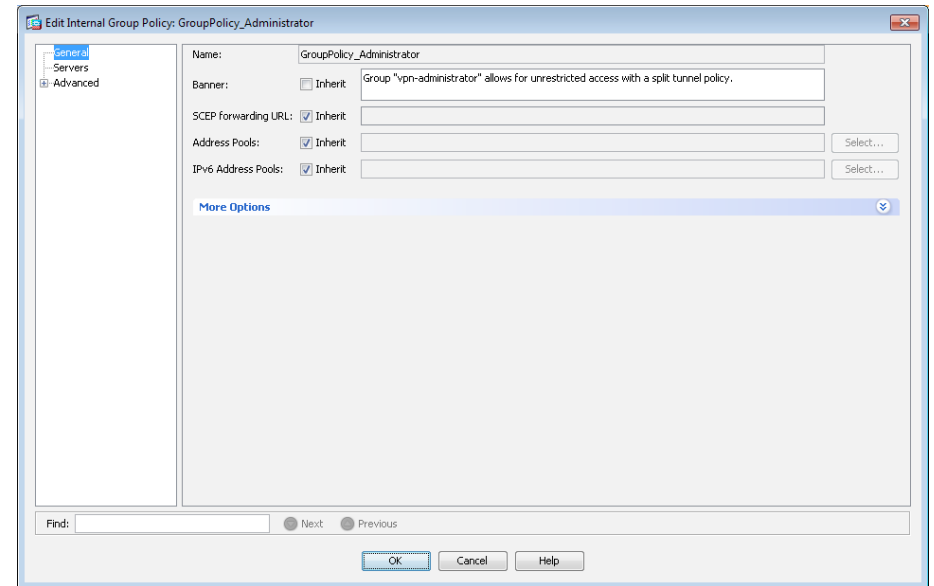 Edit Internal Group Policy: GroupPolicy_Administrator
General
Servers
Advanced
Name: GroupPolicy_Administrator
Banner: Inherit Group "vpn-administrator" allows for unrestricted access with a split tunnel policy.
SCEP forwarding URL: Inherit
Address Pools: Inherit Select...
IPv6 Address Pools: Inherit Select...
More Options
Find: Next Previous
OK Cancel Help